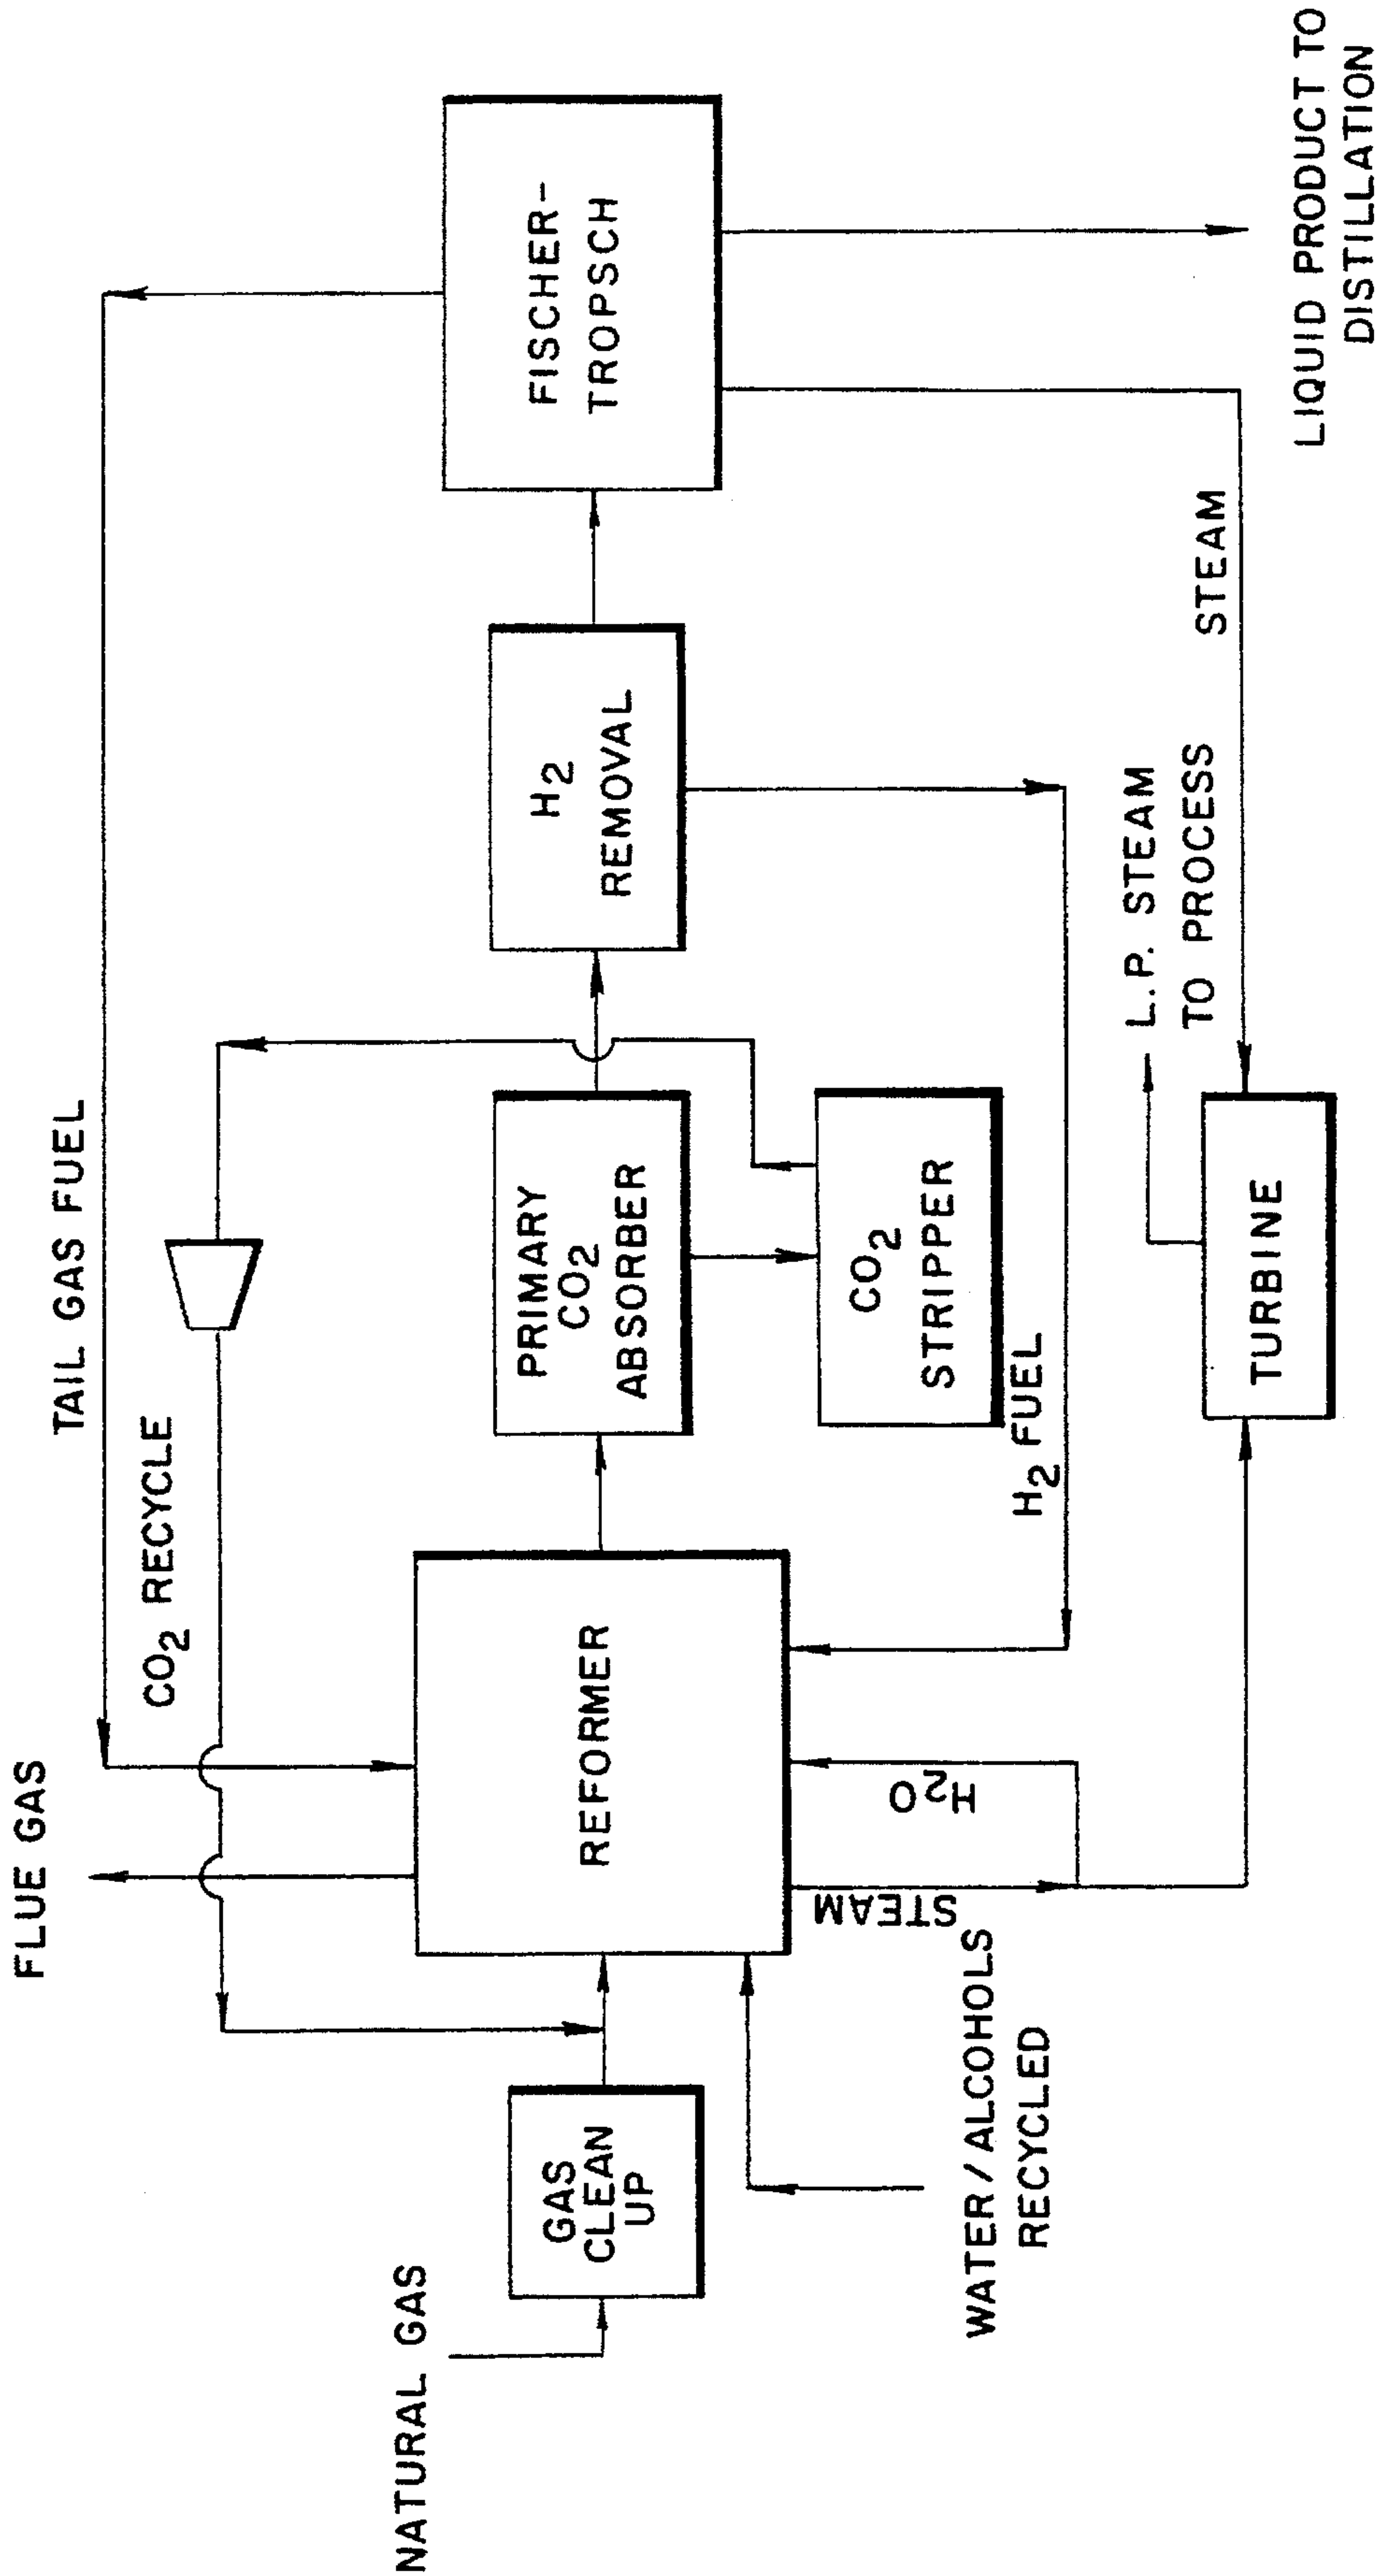 FLUE GAS
TAIL GAS FUEL
CO2 RECYCLE
NATURAL GAS
GAS
CLEAN
UP
REFORMER
PRIMARY
CO2
ABSORBER
H2
REMOVAL
FISCHER-
TROPSCH
CO2
STRIPPER
STEAM
H2O
H2 FUEL
WATER/ALCOHOLS
RECYCLED
L.P. STEAM
TO PROCESS
STEAM
TURBINE
LIQUID PRODUCT TO
DISTILLATION